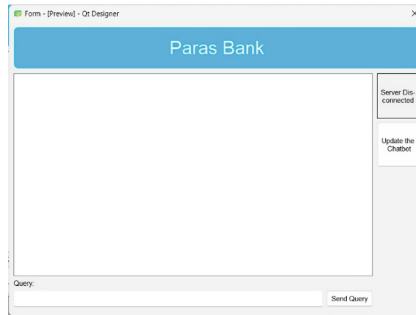 Form - [Preview] - Qt Designer
Paras Bank
Server Dis-
connected
Update the
Chatbot
Query:
Send Query